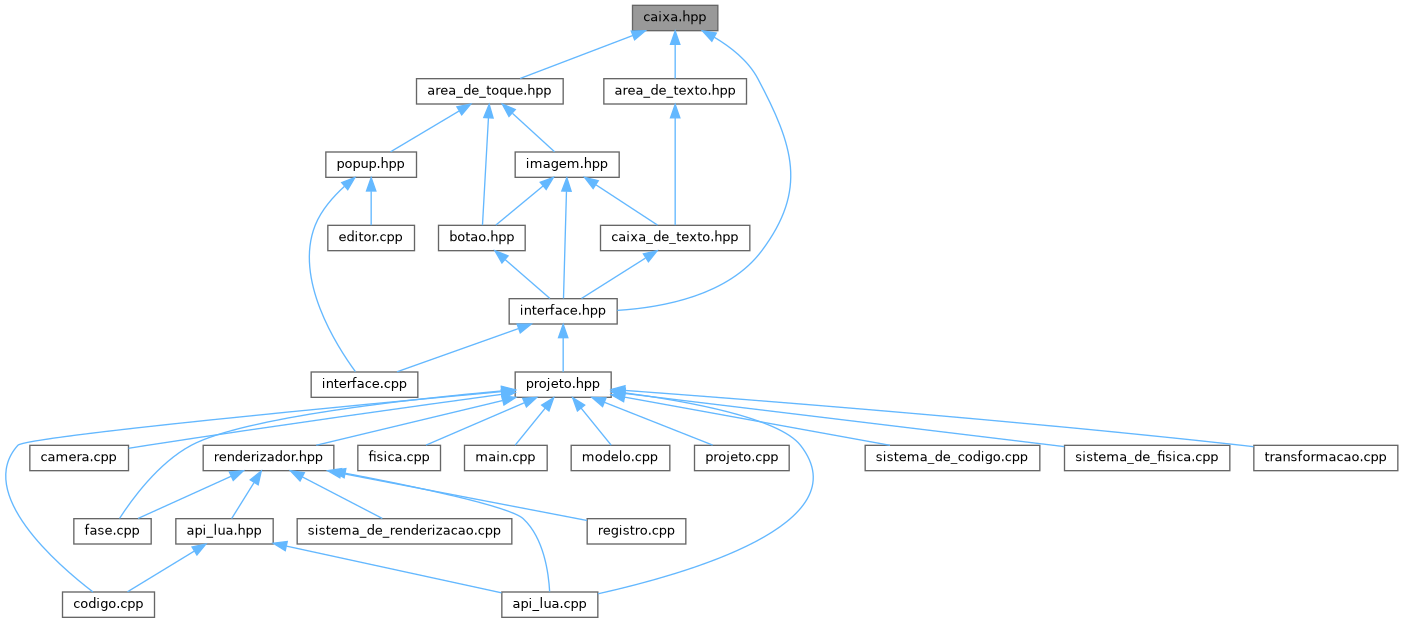 caixa.hpp
area_de_toque.hpp
area_de_texto.hpp
popup.hpp
imagem.hpp
editor.cpp
botao.hpp
caixa_de_texto.hpp
interface.hpp
interface.cpp
projeto.hpp
camera.cpp
renderizador.hpp
fisica.cpp
main.cpp
modelo.cpp
projeto.cpp
sistema_de_codigo.cpp
sistema_de_fisica.cpp
transformacao.cpp
fase.cpp
api_lua.hpp
sistema_de_renderizacao.cpp
registro.cpp
codigo.cpp
api_lua.cpp